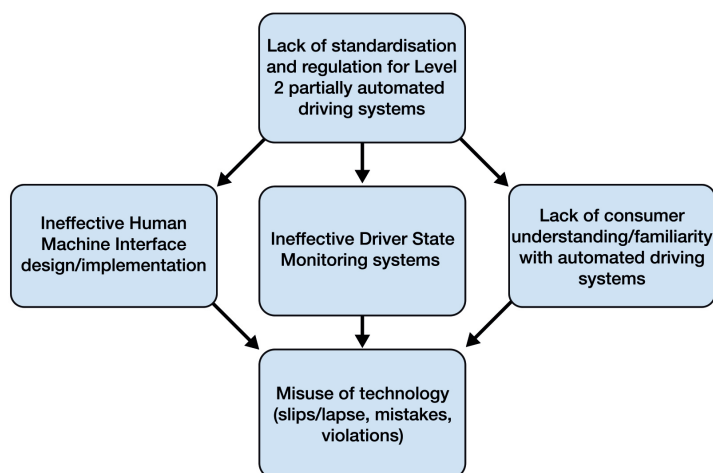 Lack of standardisation
and regulation for Level
2 partially automated
driving systems
Ineffective Human
Machine Interface
design/implementation
Ineffective Driver State
Monitoring systems
Lack of consumer
understanding/familiarity
with automated driving
systems
Misuse of technology
(slips/lapse, mistakes,
violations)